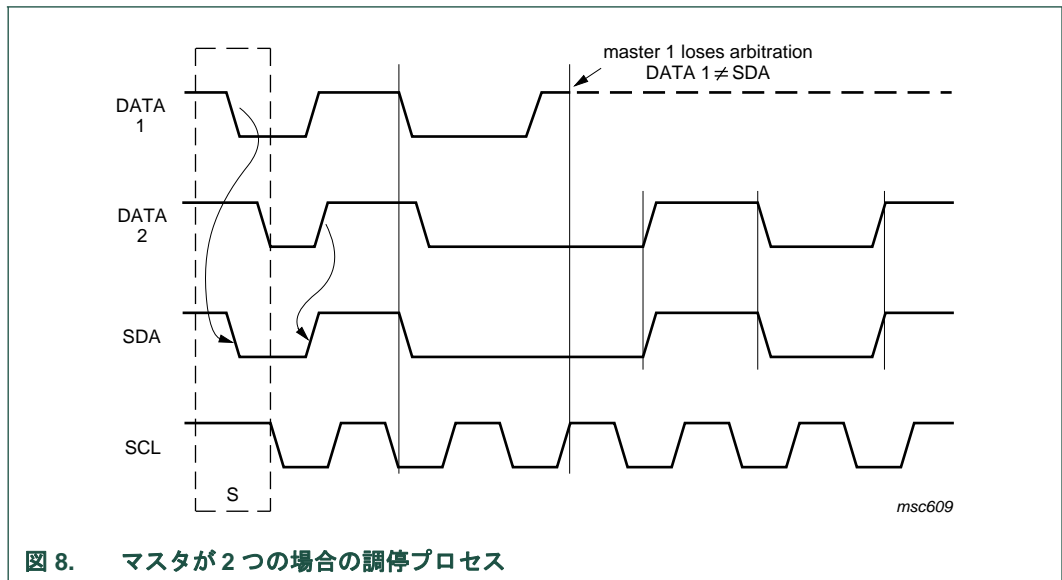 master 1 loses arbitration
DATA 1 ≠ SDA
DATA
1
DATA
2
SDA
SCL
S
msc609
図 8. マスタが 2 つの場合の調停プロセス